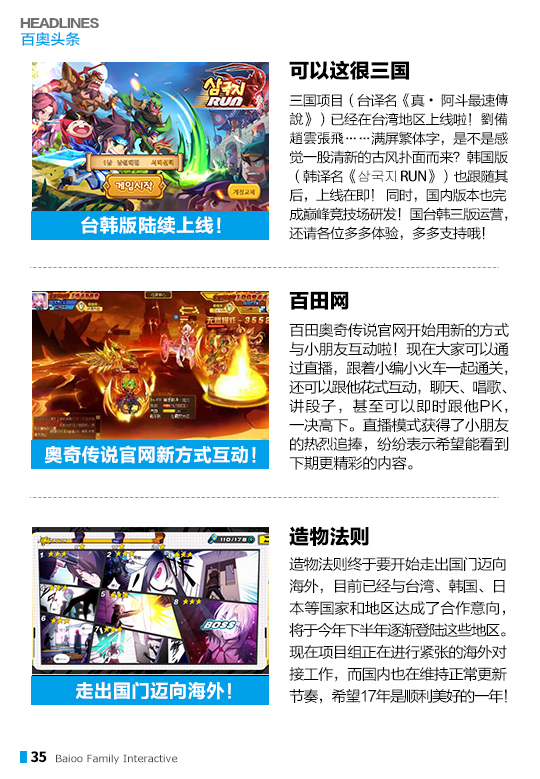 HEADLINES
百奥头条
삼국지
RUN
게임시작
계정교체
台韩版陆续上线！
可以这很三国
三国项目（台译名《真·阿斗最速傳
說》）已经在台湾地区上线啦！劉備
趙雲張飛……满屏繁体字，是不是感
觉一股清新的古风扑面而来？韩国版
（韩译名《삼국지RUN》）也跟随其
后，上线在即！同时，国内版本也完
成巅峰竞技场研发！国台韩三版运营，
还请各位多多体验，多多支持哦！
奥奇传说官网新方式互动！
百田网
百田奥奇传说官网开始用新的方式
与小朋友互动啦！现在大家可以通
过直播，跟着小编小火车一起通关，
还可以跟他花式互动，聊天、唱歌、
讲段子，甚至可以即时跟他PK，
一决高下。直播模式获得了小朋友
的热烈追捧，纷纷表示希望能看到
下期更精彩的内容。
110/178
1
2
3
4
5
6
8
BOSS
走出国门迈向海外！
造物法则
造物法则终于要开始走出国门迈向
海外，目前已经与台湾、韩国、日
本等国家和地区达成了合作意向，
将于今年下半年逐渐登陆这些地区。
现在项目组正在进行紧张的海外对
接工作，而国内也在维持正常更新
节奏，希望17年是顺利美好的一年！
35 Baioo Family Interactive